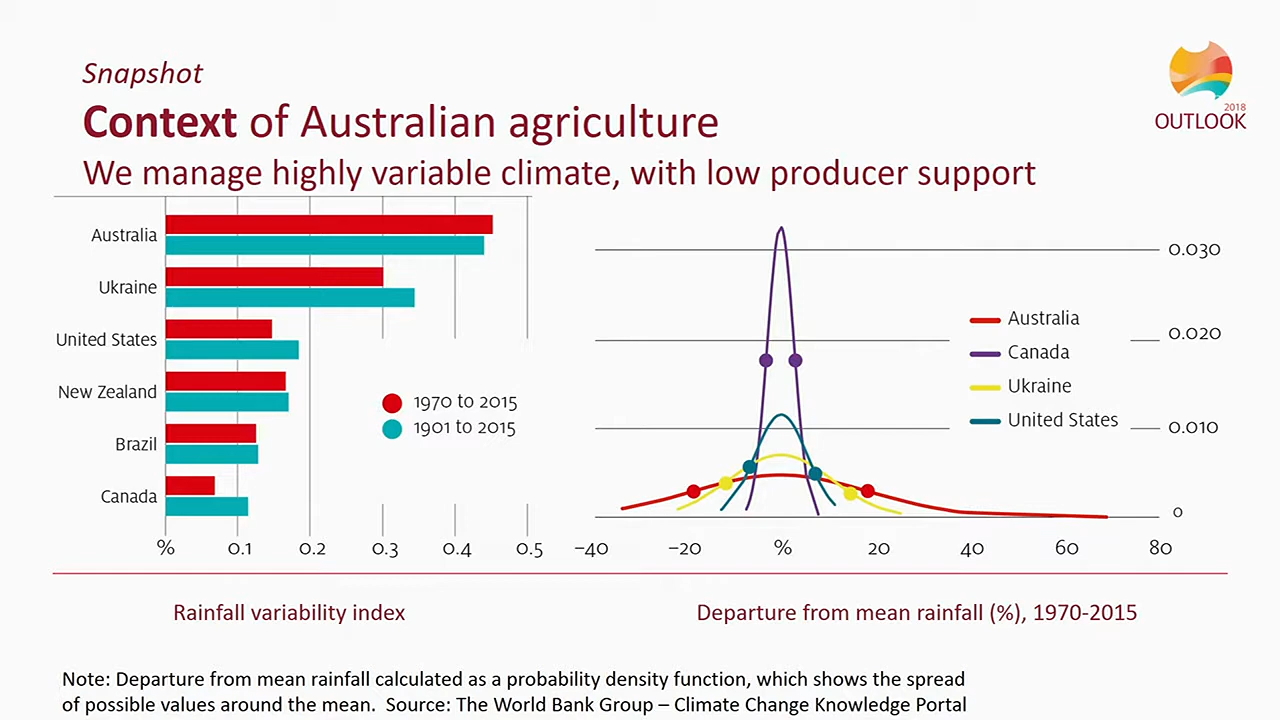 Snapshot
Context of Australian agriculture
We manage highly variable climate, with low producer support
2018
OUTLOOK
Australia
Ukraine
United States
New Zealand
Brazil
Canada
1970 to 2015
1901 to 2015
% 0.1 0.2 0.3 0.4 0.5
Rainfall variability index
0.030
0.020
0.010
0
Australia
Canada
Ukraine
United States
−40 −20 % 20 40 60 80
Departure from mean rainfall (%), 1970-2015
Note: Departure from mean rainfall calculated as a probability density function, which shows the spread
of possible values around the mean. Source: The World Bank Group – Climate Change Knowledge Portal